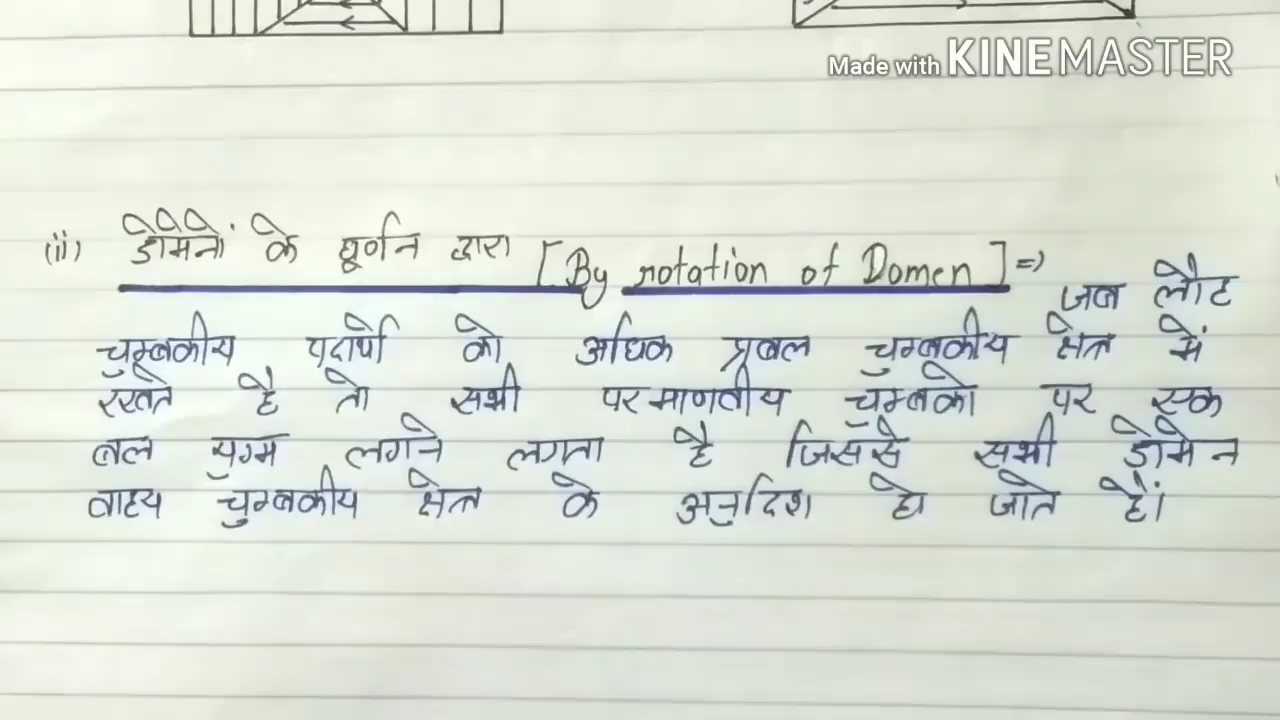 Made with KINEMASTER
(ii) डोमेनों के घूर्णन द्वारा [By rotation of Domen] =>
जब लौह
चुम्बकीय पदार्थो को अधिक प्रबल चुम्बकीय क्षेत्र में
रखते है तो सभी परमाणवीय चुम्बको पर एक
बल युग्म लगने लगता है जिससे सभी डोमेन
वाह्य चुम्बकीय क्षेत्र के अनुदिश हो जाते हैं।